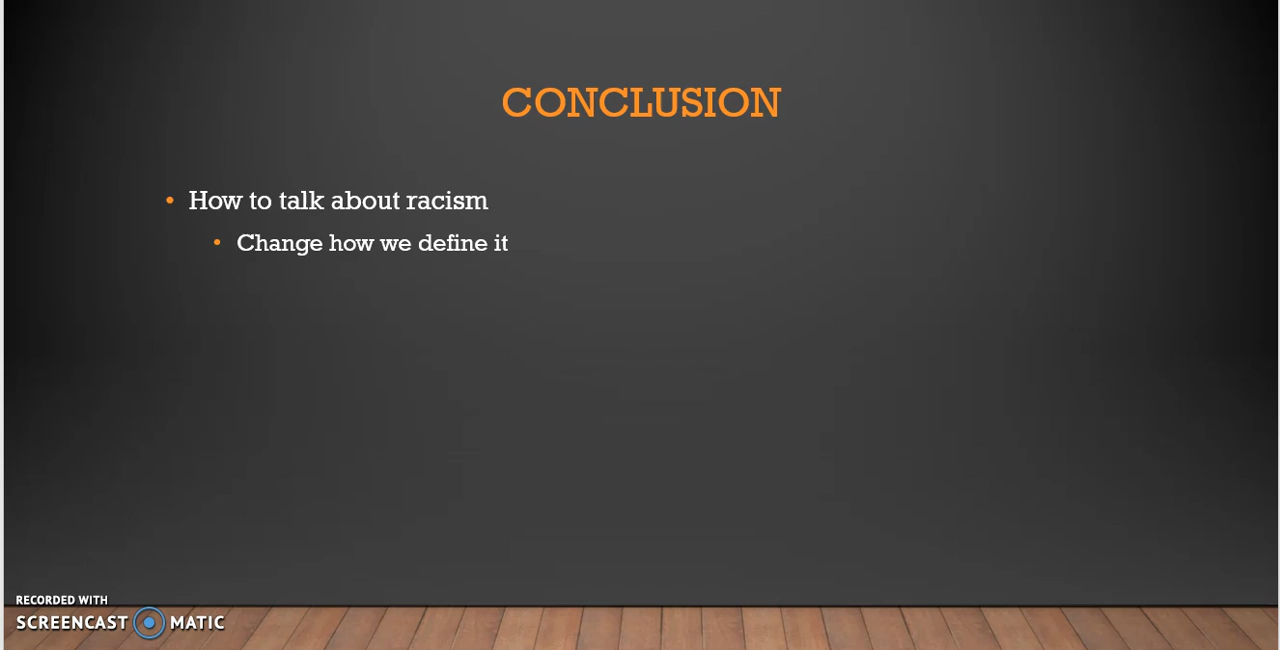 CONCLUSION
• How to talk about racism
• Change how we define it
RECORDED WITH
SCREENCAST MATIC